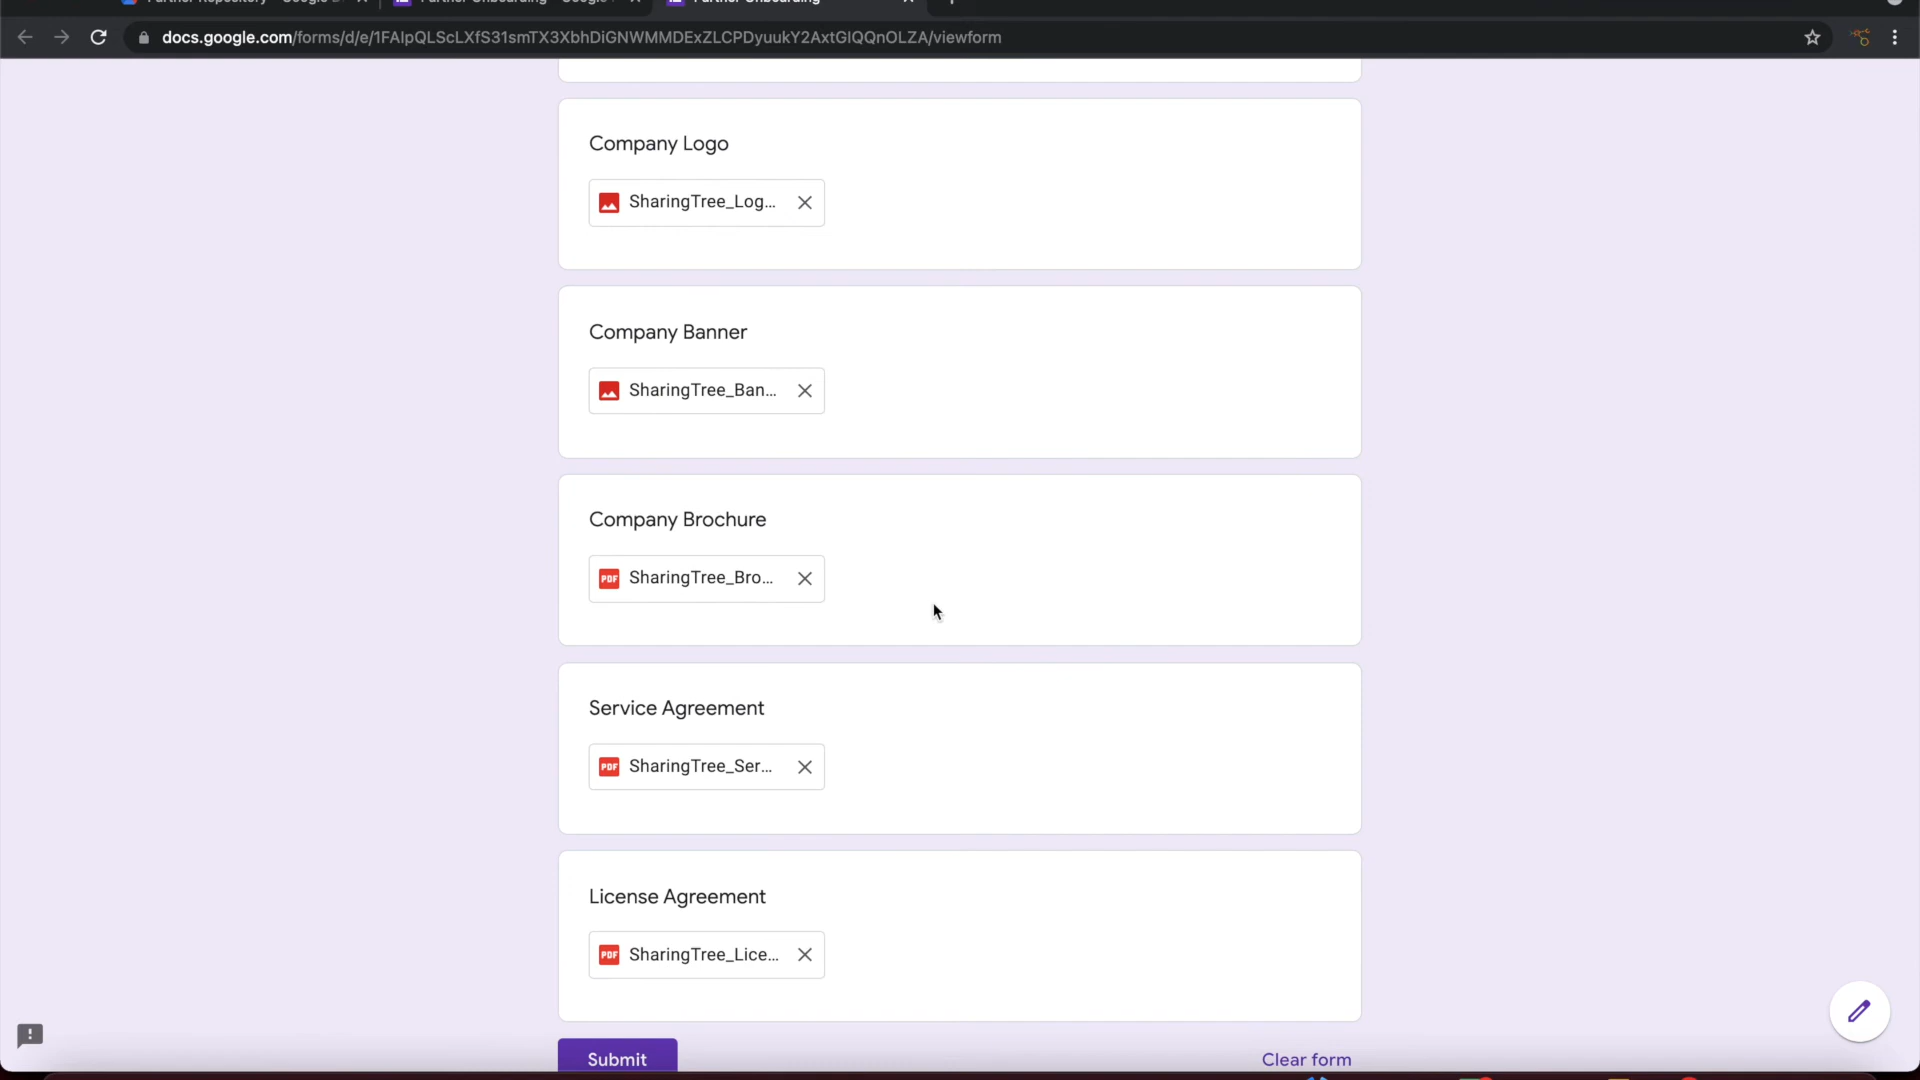 docs.google.com/forms/d/e/1FAIpQLScLXfS31smTX3XbhDiGNWMMDExZLCPDyuukY2AxtGlQQnOLZA/viewform
Company Logo
SharingTree_Log...
Company Banner
SharingTree_Ban...
Company Brochure
SharingTree_Bro...
Service Agreement
SharingTree_Ser...
License Agreement
SharingTree_Lice...
Submit
Clear form